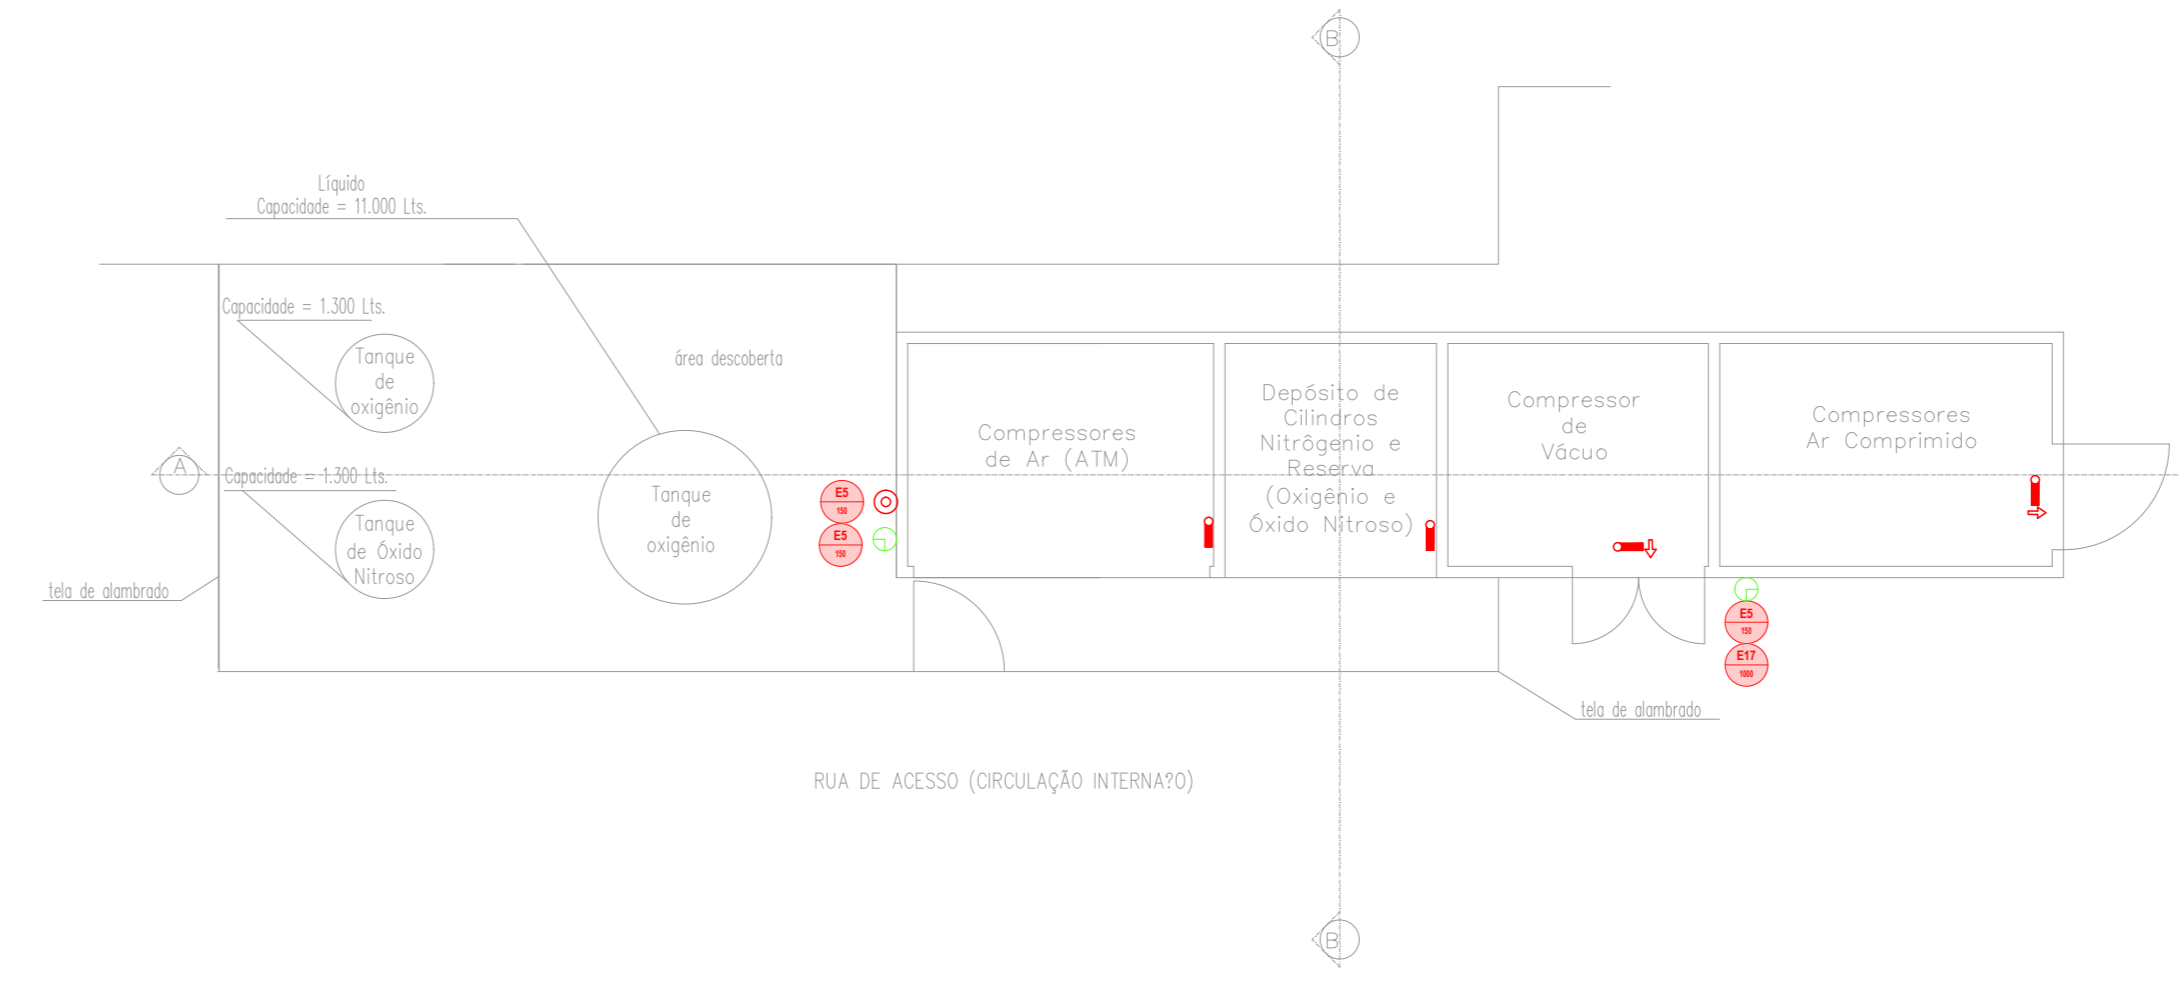 B
Líquido
Capacidade = 11.000 Lts.
Capacidade = 1.300 Lts.
Tanque
de
oxigênio
área descoberta
A
Capacidade = 1.300 Lts.
Tanque
de Óxido
Nitroso
tela de alambrado
Tanque
de
oxigênio
E5
150
E5
150
Compressores
de Ar (ATM)
Depósito de
Cilindros
Nitrôgenio e
Reserva
(Oxigênio e
Óxido Nitroso)
Compressor
de
Vácuo
Compressores
Ar Comprimido
E5
150
E17
1000
tela de alambrado
RUA DE ACESSO (CIRCULAÇÃO INTERNA?O)
B